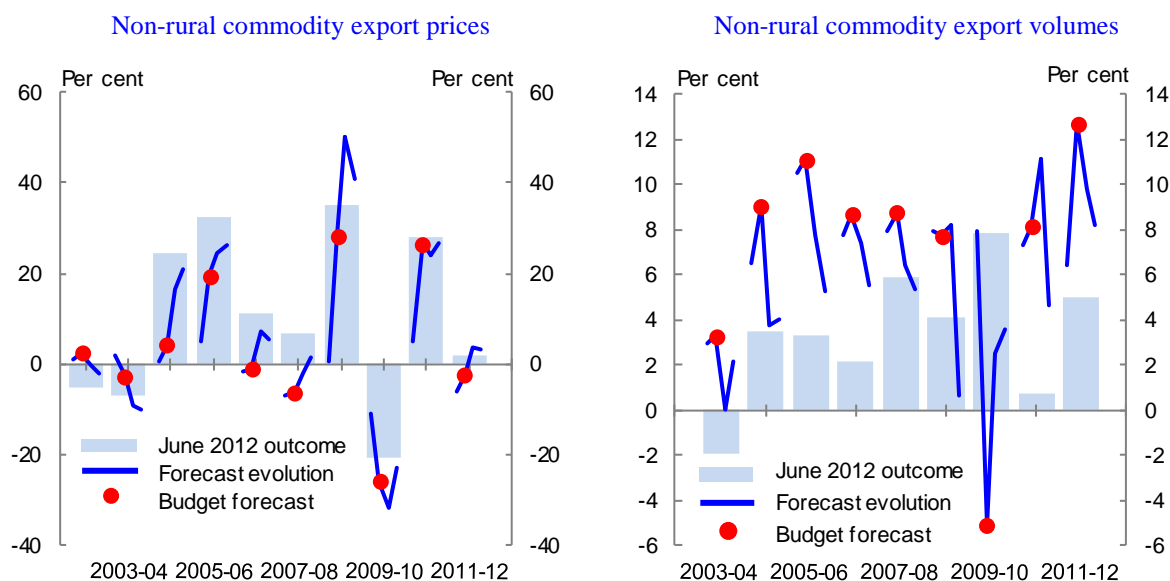 Non-rural commodity export prices
Per cent Per cent
60 60
40 40
20 20
0 0
-20 -20
-40 -40
June 2012 outcome
Forecast evolution
Budget forecast
2003-04 2005-06 2007-08 2009-10 2011-12
Non-rural commodity export volumes
Per cent Per cent
14 14
12 12
10 10
8 8
6 6
4 4
2 2
0 0
-2 -2
-4 -4
-6 -6
June 2012 outcome
Forecast evolution
Budget forecast
2003-04 2005-06 2007-08 2009-10 2011-12